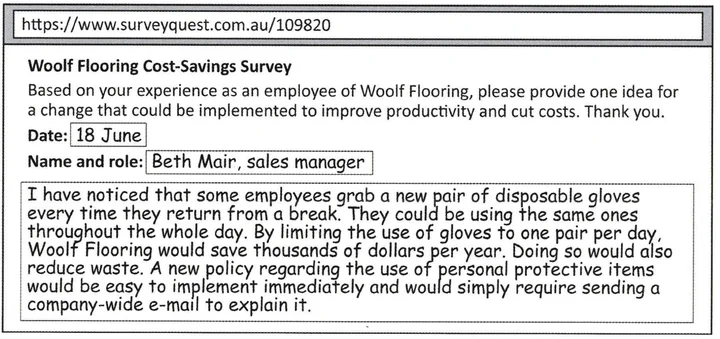 https://www.surveyquest.com.au/109820
Woolf Flooring Cost-Savings Survey
Based on your experience as an employee of Woolf Flooring, please provide one idea for
a change that could be implemented to improve productivity and cut costs. Thank you.
Date: 18 June
Name and role: Beth Mair, sales manager
I have noticed that some employees grab a new pair of disposable gloves
every time they return from a break. They could be using the same ones
throughout the whole day. By limiting the use of gloves to one pair per day,
Woolf Flooring would save thousands of dollars per year. Doing so would also
reduce waste. A new policy regarding the use of personal protective items
would be easy to implement immediately and would simply require sending a
company-wide e-mail to explain it.